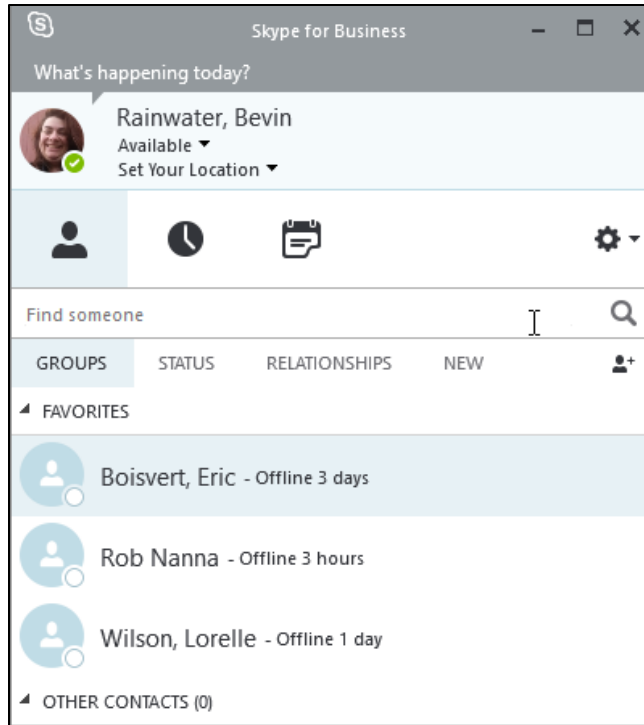 Skype for Business
What's happening today?
Rainwater, Bevin
Available
Set Your Location
Find someone
GROUPS STATUS RELATIONSHIPS NEW
FAVORITES
Boisvert, Eric - Offline 3 days
Rob Nanna - Offline 3 hours
Wilson, Lorelle - Offline 1 day
OTHER CONTACTS (0)